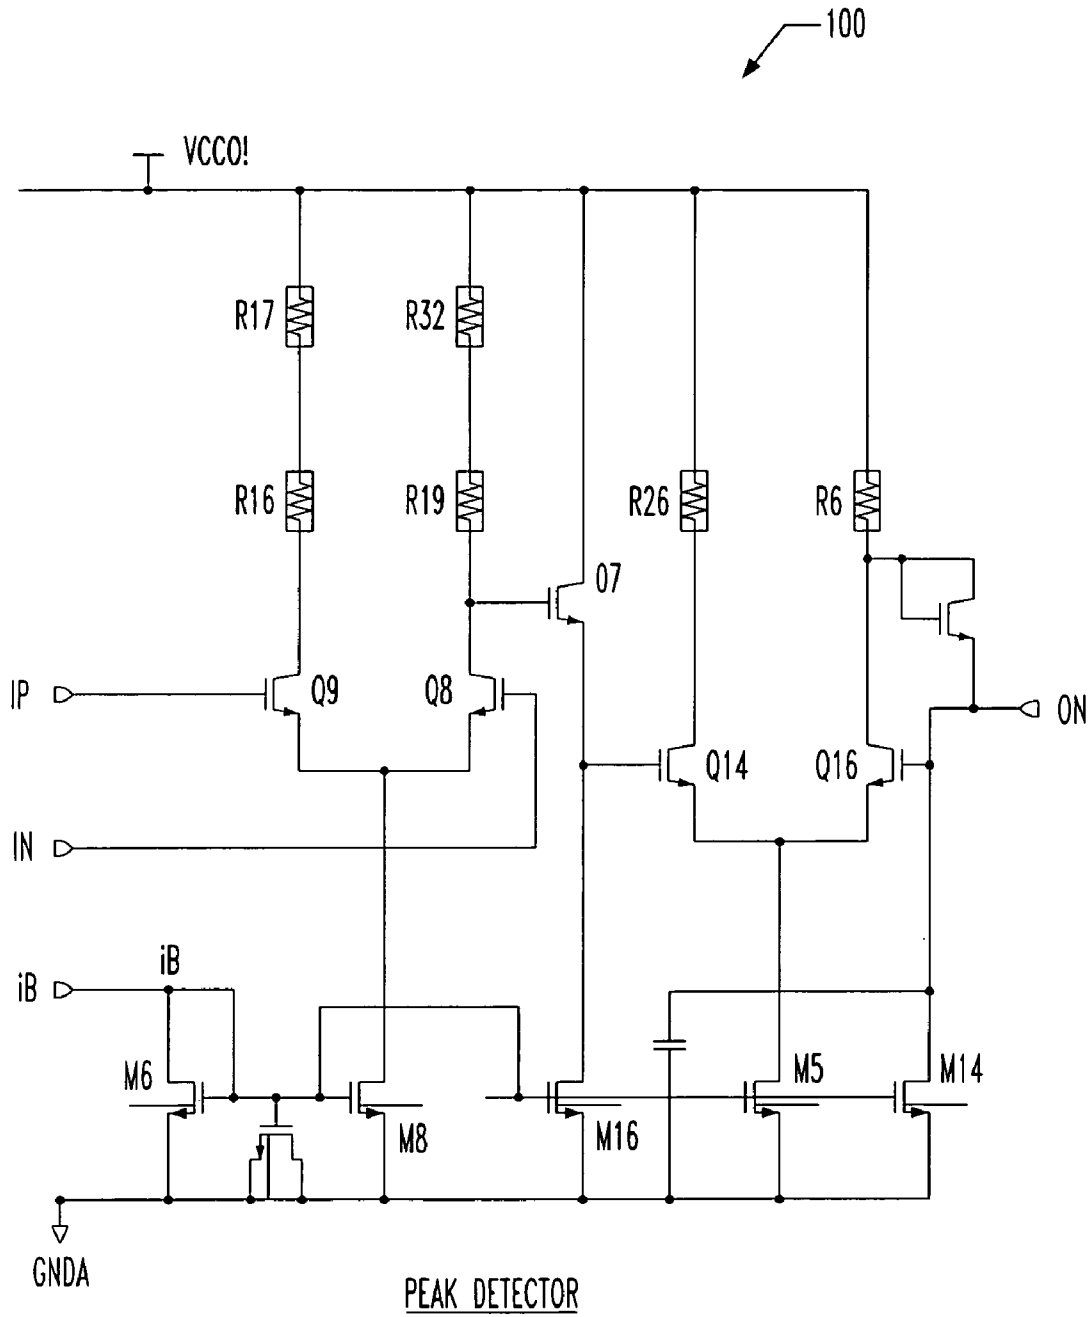 100
VCCO!
R17
R32
R16
R19
R26
R6
O7
IP
Q9
Q8
ON
Q14
Q16
IN
iB
iB
M6
M5
M14
M8
M16
GNDA
PEAK DETECTOR